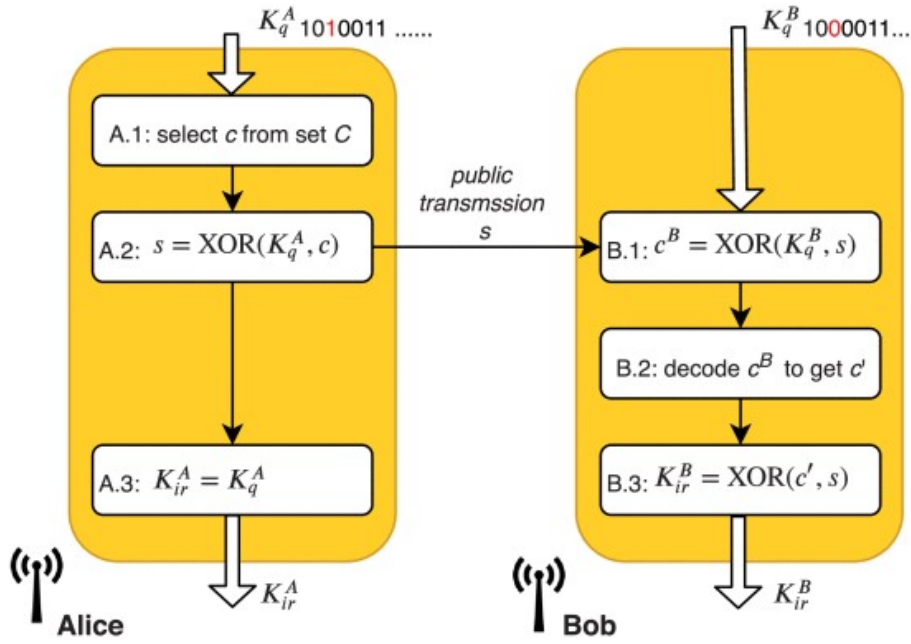 K_q^A 1010011 ......
K_q^B 1000011...
A.1: select c from set C
public
transmssion
s
A.2: s = XOR(K_q^A, c)
B.1: c^B = XOR(K_q^B, s)
B.2: decode c^B to get c'
A.3: K_ir^A = K_q^A
B.3: K_ir^B = XOR(c', s)
K_ir^A
K_ir^B
Alice
Bob